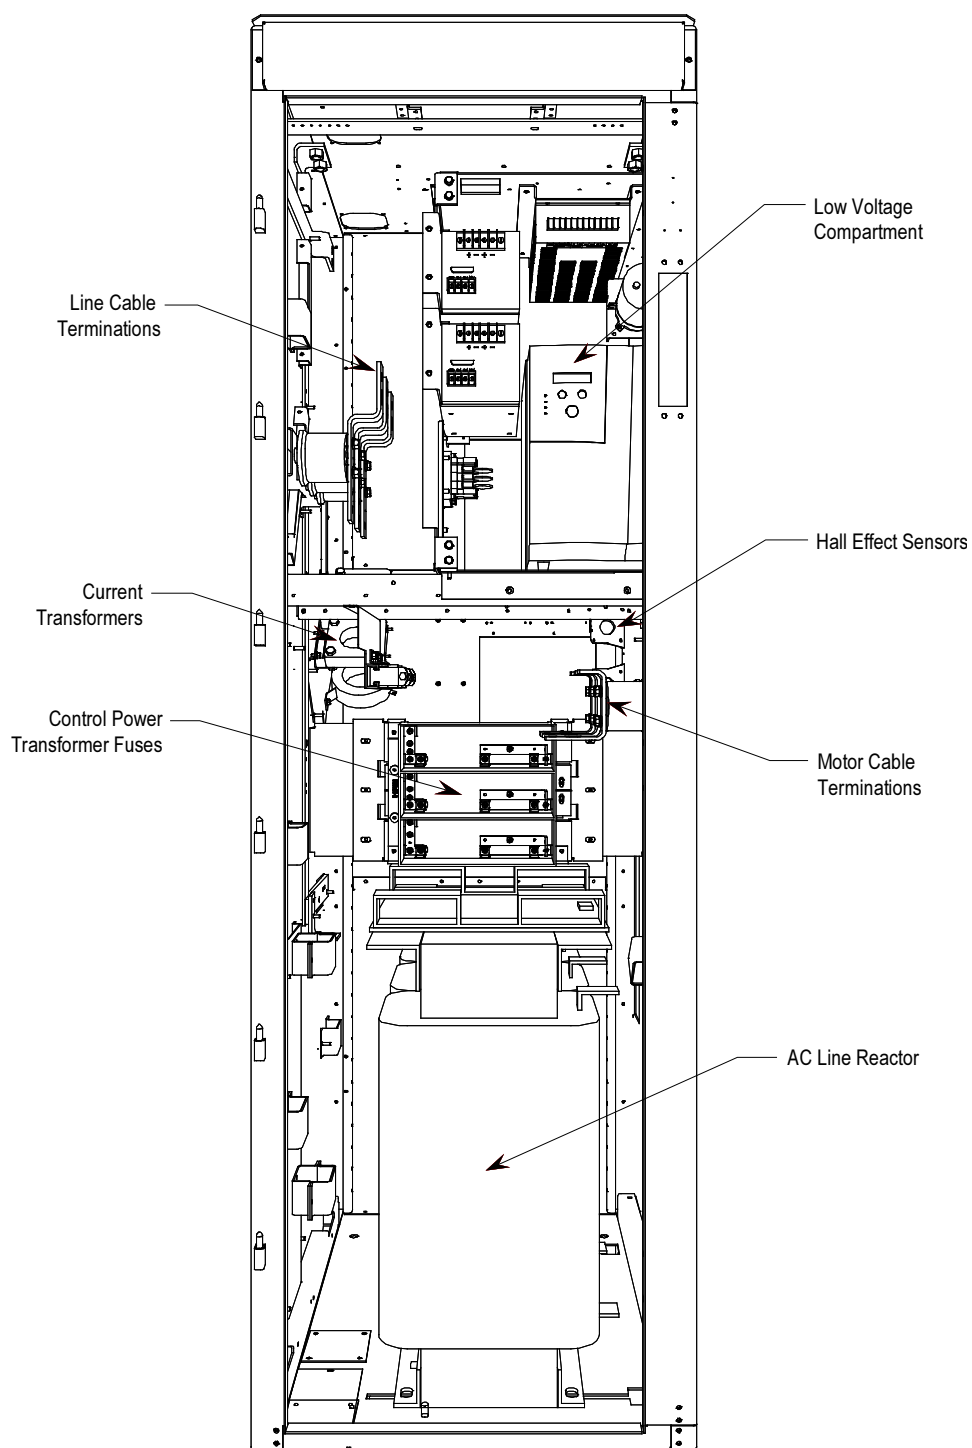 Low Voltage
Compartment
Line Cable
Terminations
Hall Effect Sensors
Current
Transformers
Control Power
Transformer Fuses
Motor Cable
Terminations
AC Line Reactor